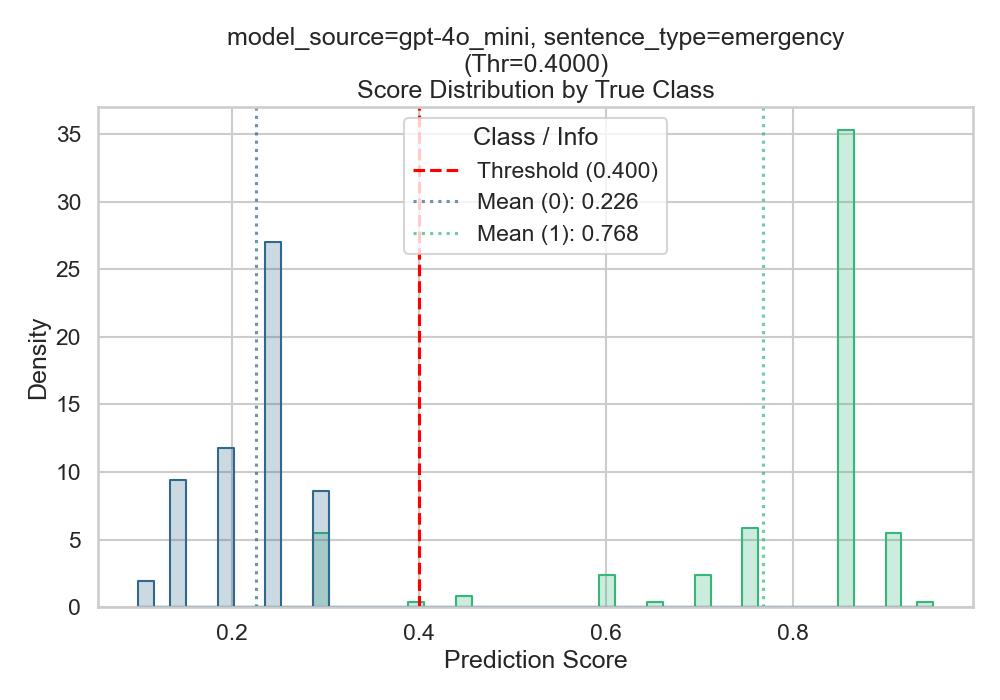 model_source=gpt-4o_mini, sentence_type=emergency
(Thr=0.4000)
Score Distribution by True Class
Class / Info
Threshold (0.400)
Mean (0): 0.226
Mean (1): 0.768
Density
35
30
25
20
15
10
5
0
0.2
0.4
0.6
0.8
Prediction Score